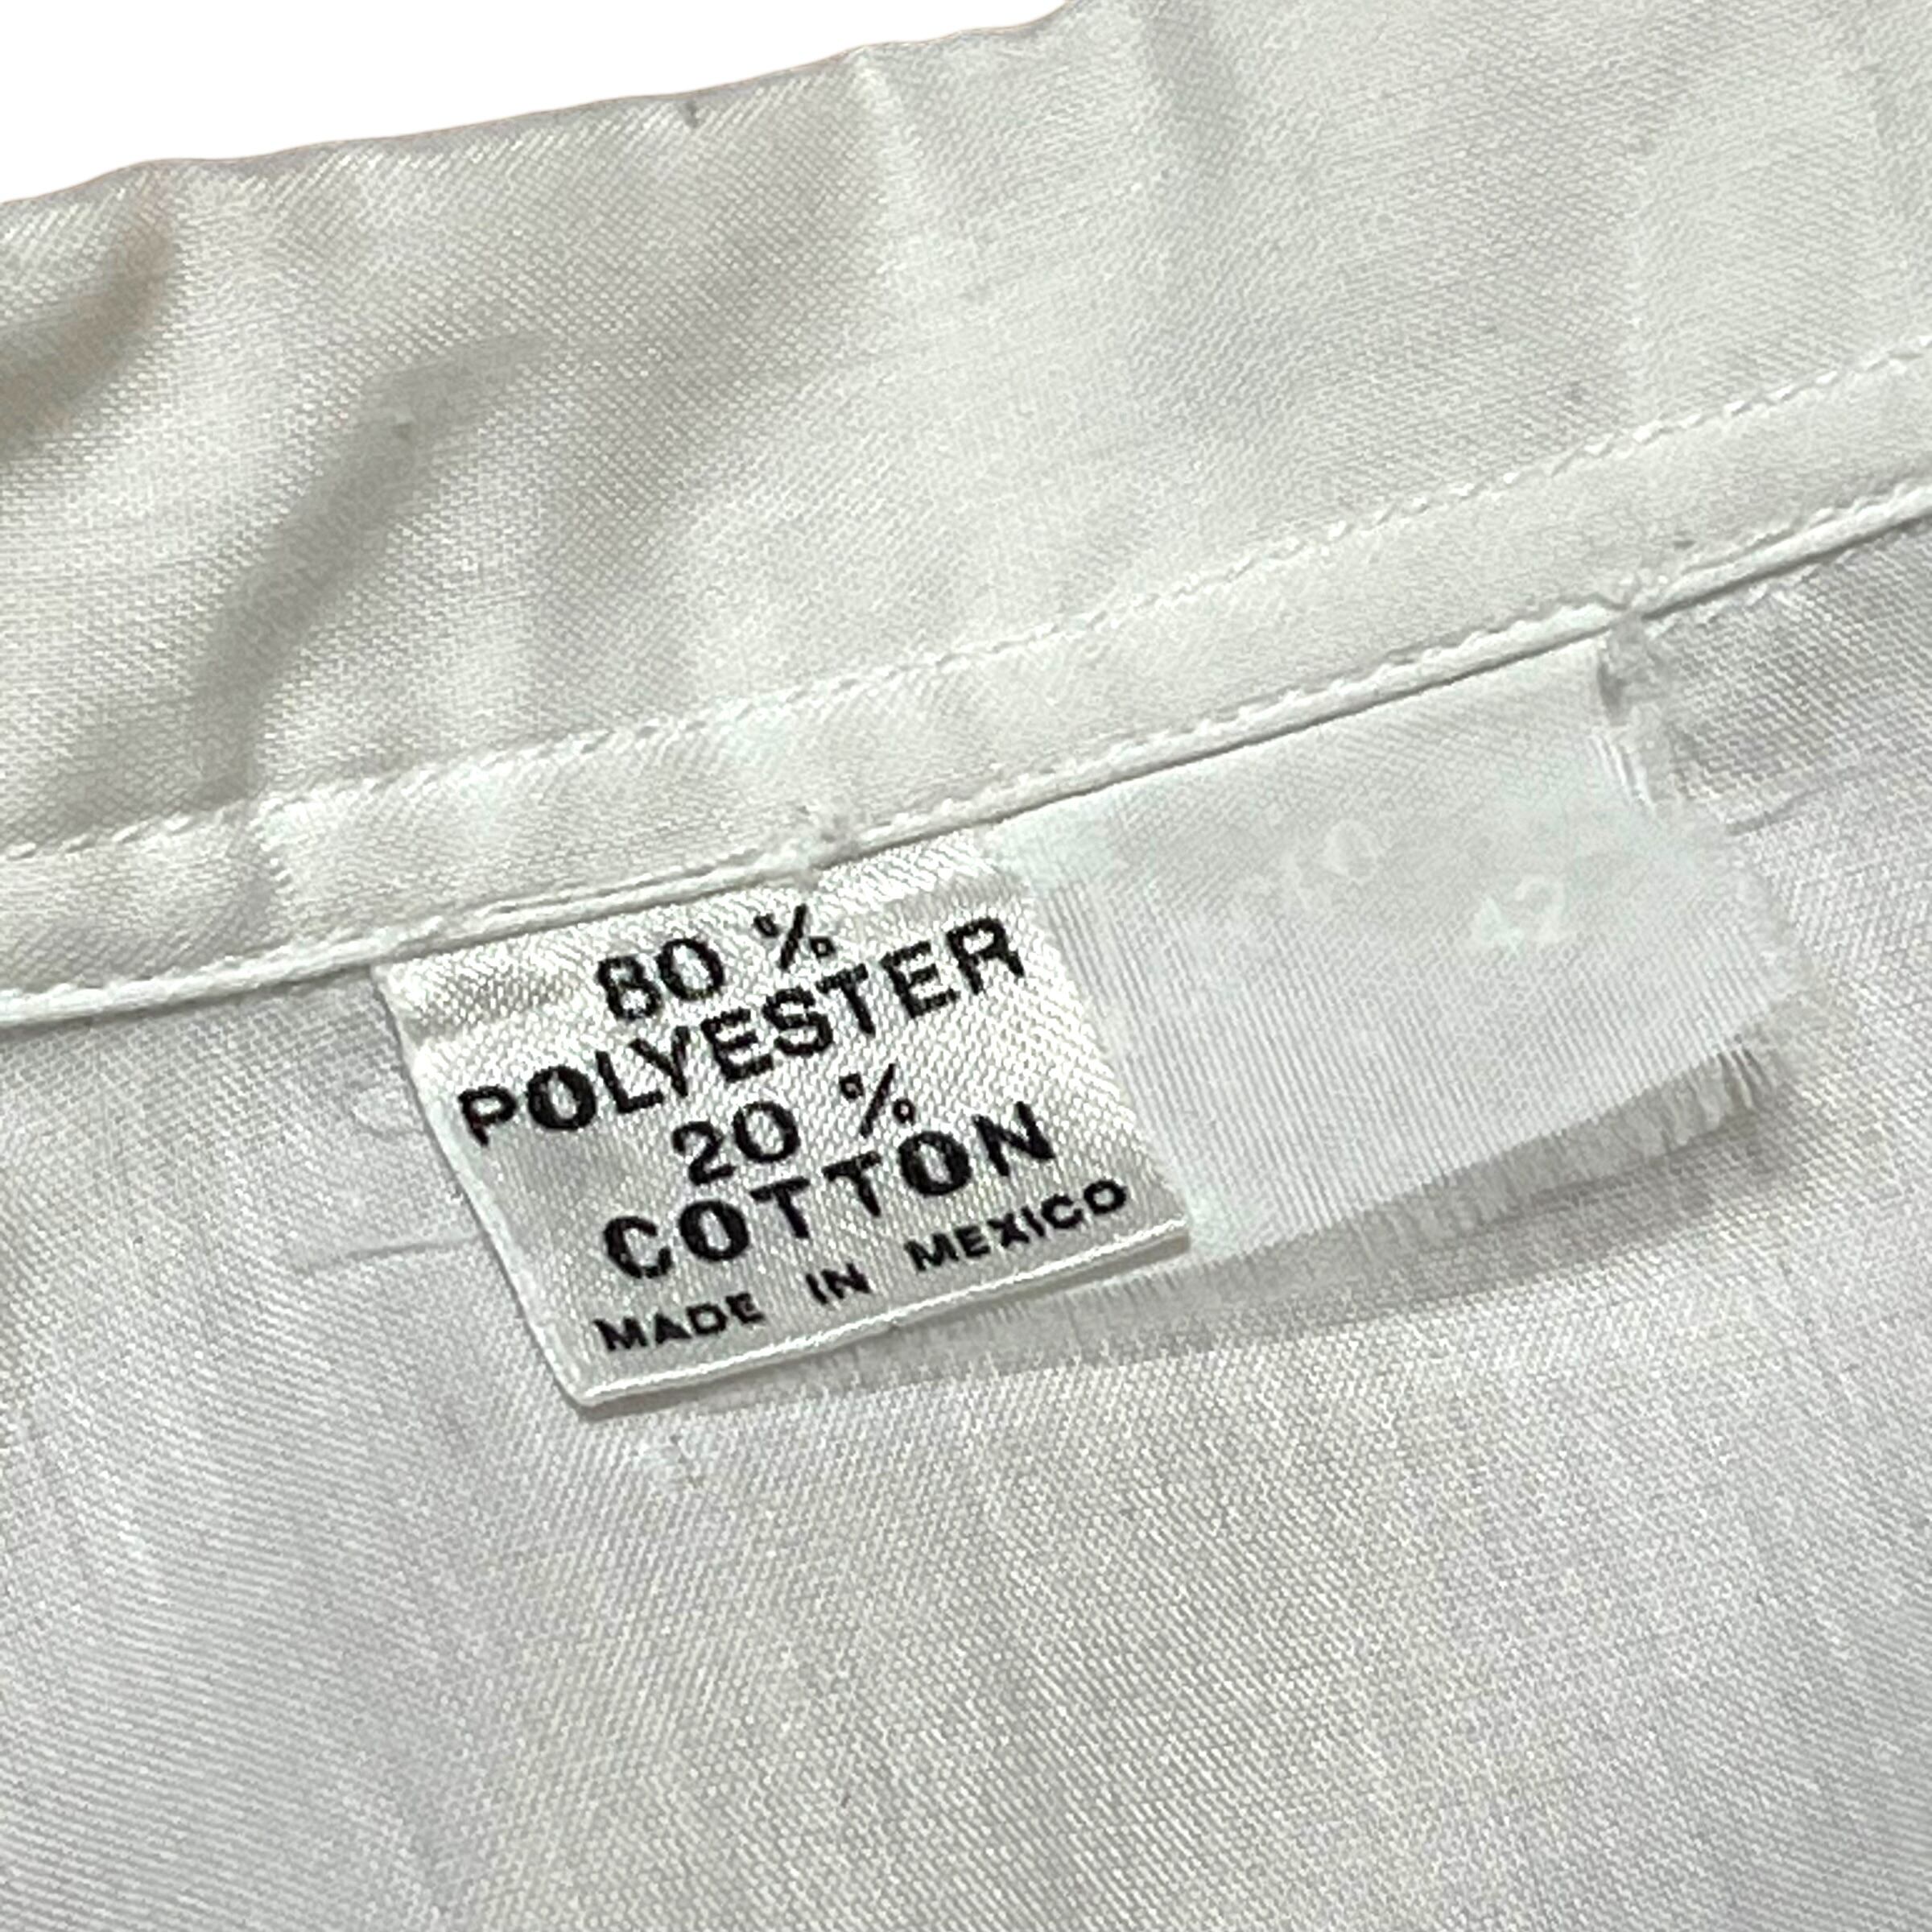 80 %
POLYESTER
20 %
COTTON
MADE IN MEXICO